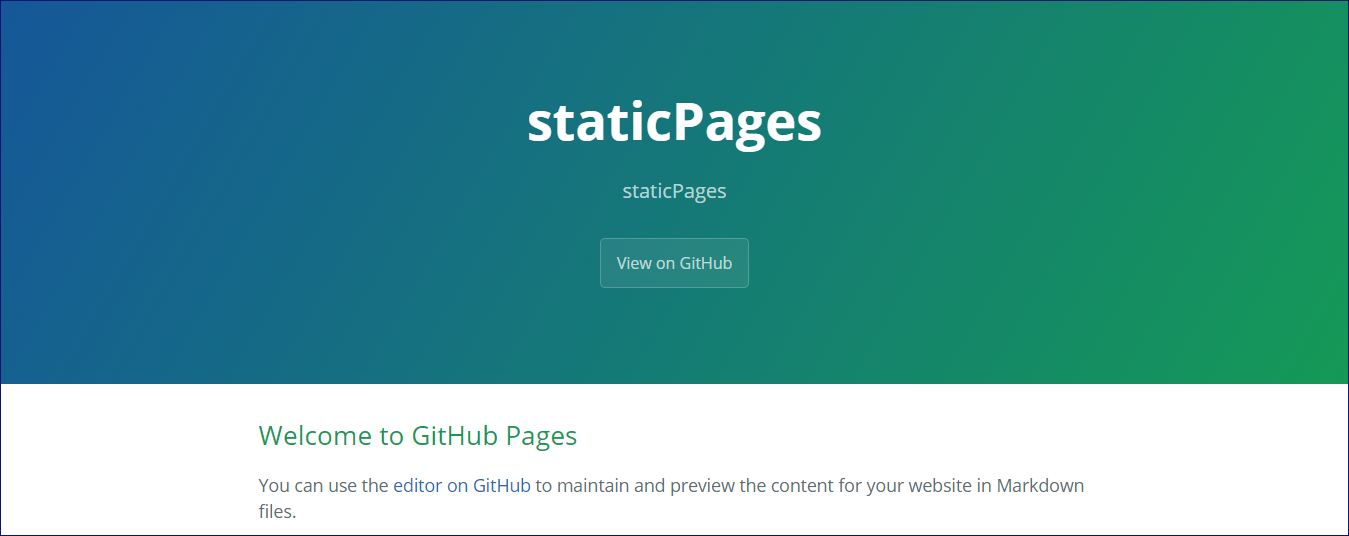 staticPages
staticPages
View on GitHub
Welcome to GitHub Pages
You can use the editor on GitHub to maintain and preview the content for your website in Markdown
files.